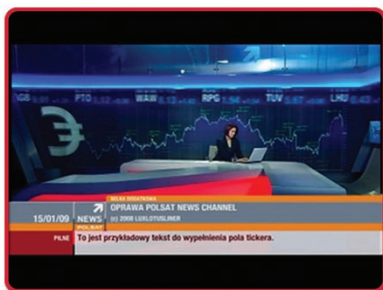 PTO
WAW
RPG
TUV
LHU
BELKA DODATKOWA
OPRAWA POLSAT NEWS CHANNEL
15/01/09
NEWS
(c) 2008 LUXLOTUSLINER
POLSAT
PILNE
To jest przykładowy tekst do wypełnienia pola tickera.